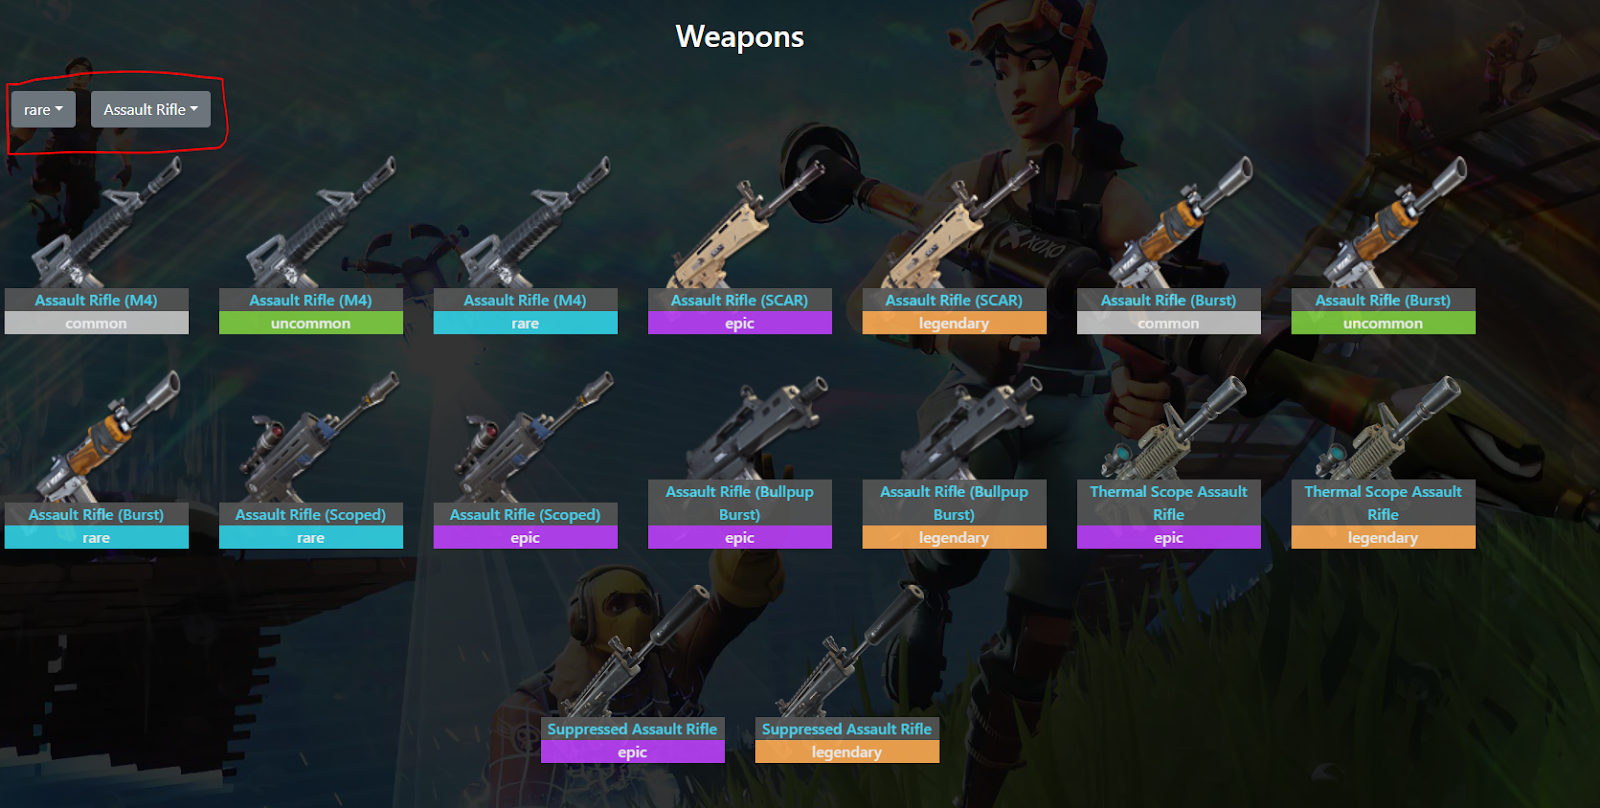 Weapons
rare
Assault Rifle
XOXO
Assault Rifle (M4)
common
Assault Rifle (M4)
uncommon
Assault Rifle (M4)
rare
Assault Rifle (SCAR)
epic
Assault Rifle (SCAR)
legendary
Assault Rifle (Burst)
common
Assault Rifle (Burst)
uncommon
Assault Rifle (Burst)
rare
Assault Rifle (Scoped)
rare
Assault Rifle (Scoped)
epic
Assault Rifle (Bullpup
Burst)
epic
Assault Rifle (Bullpup
Burst)
legendary
Thermal Scope Assault
Rifle
epic
Thermal Scope Assault
Rifle
legendary
Suppressed Assault Rifle
epic
Suppressed Assault Rifle
legendary